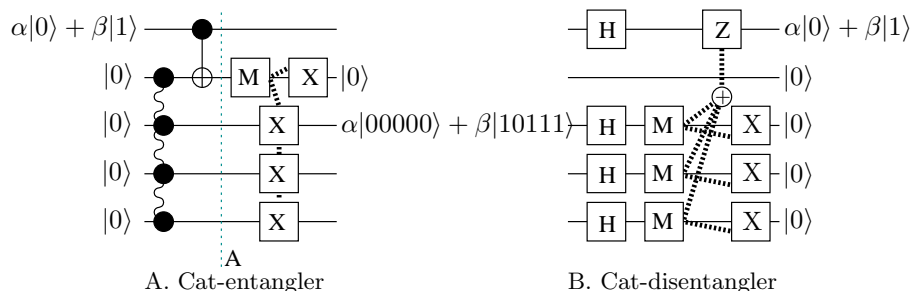 α|0⟩ + β|1⟩ H Z α|0⟩ + β|1⟩
|0⟩ M X |0⟩ |0⟩
|0⟩ X α|00000⟩ + β|10111⟩ H M X |0⟩
|0⟩ X H M X |0⟩
|0⟩ X H M X |0⟩
A
A. Cat-entangler B. Cat-disentangler